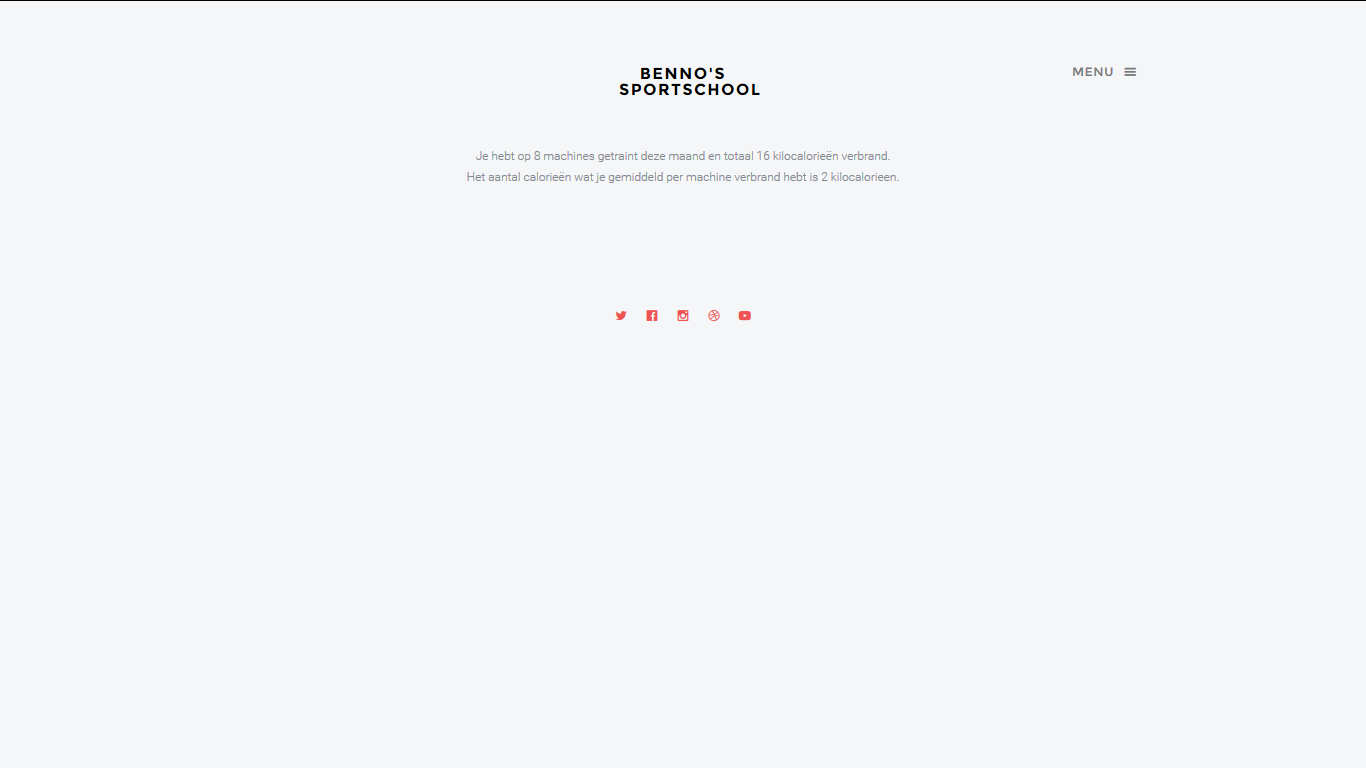 BENNO'S
SPORTSCHOOL
MENU
Je hebt op 8 machines getraint deze maand en totaal 16 kilocalorieën verbrand.
Het aantal calorieën wat je gemiddeld per machine verbrand hebt is 2 kilocalorieen.